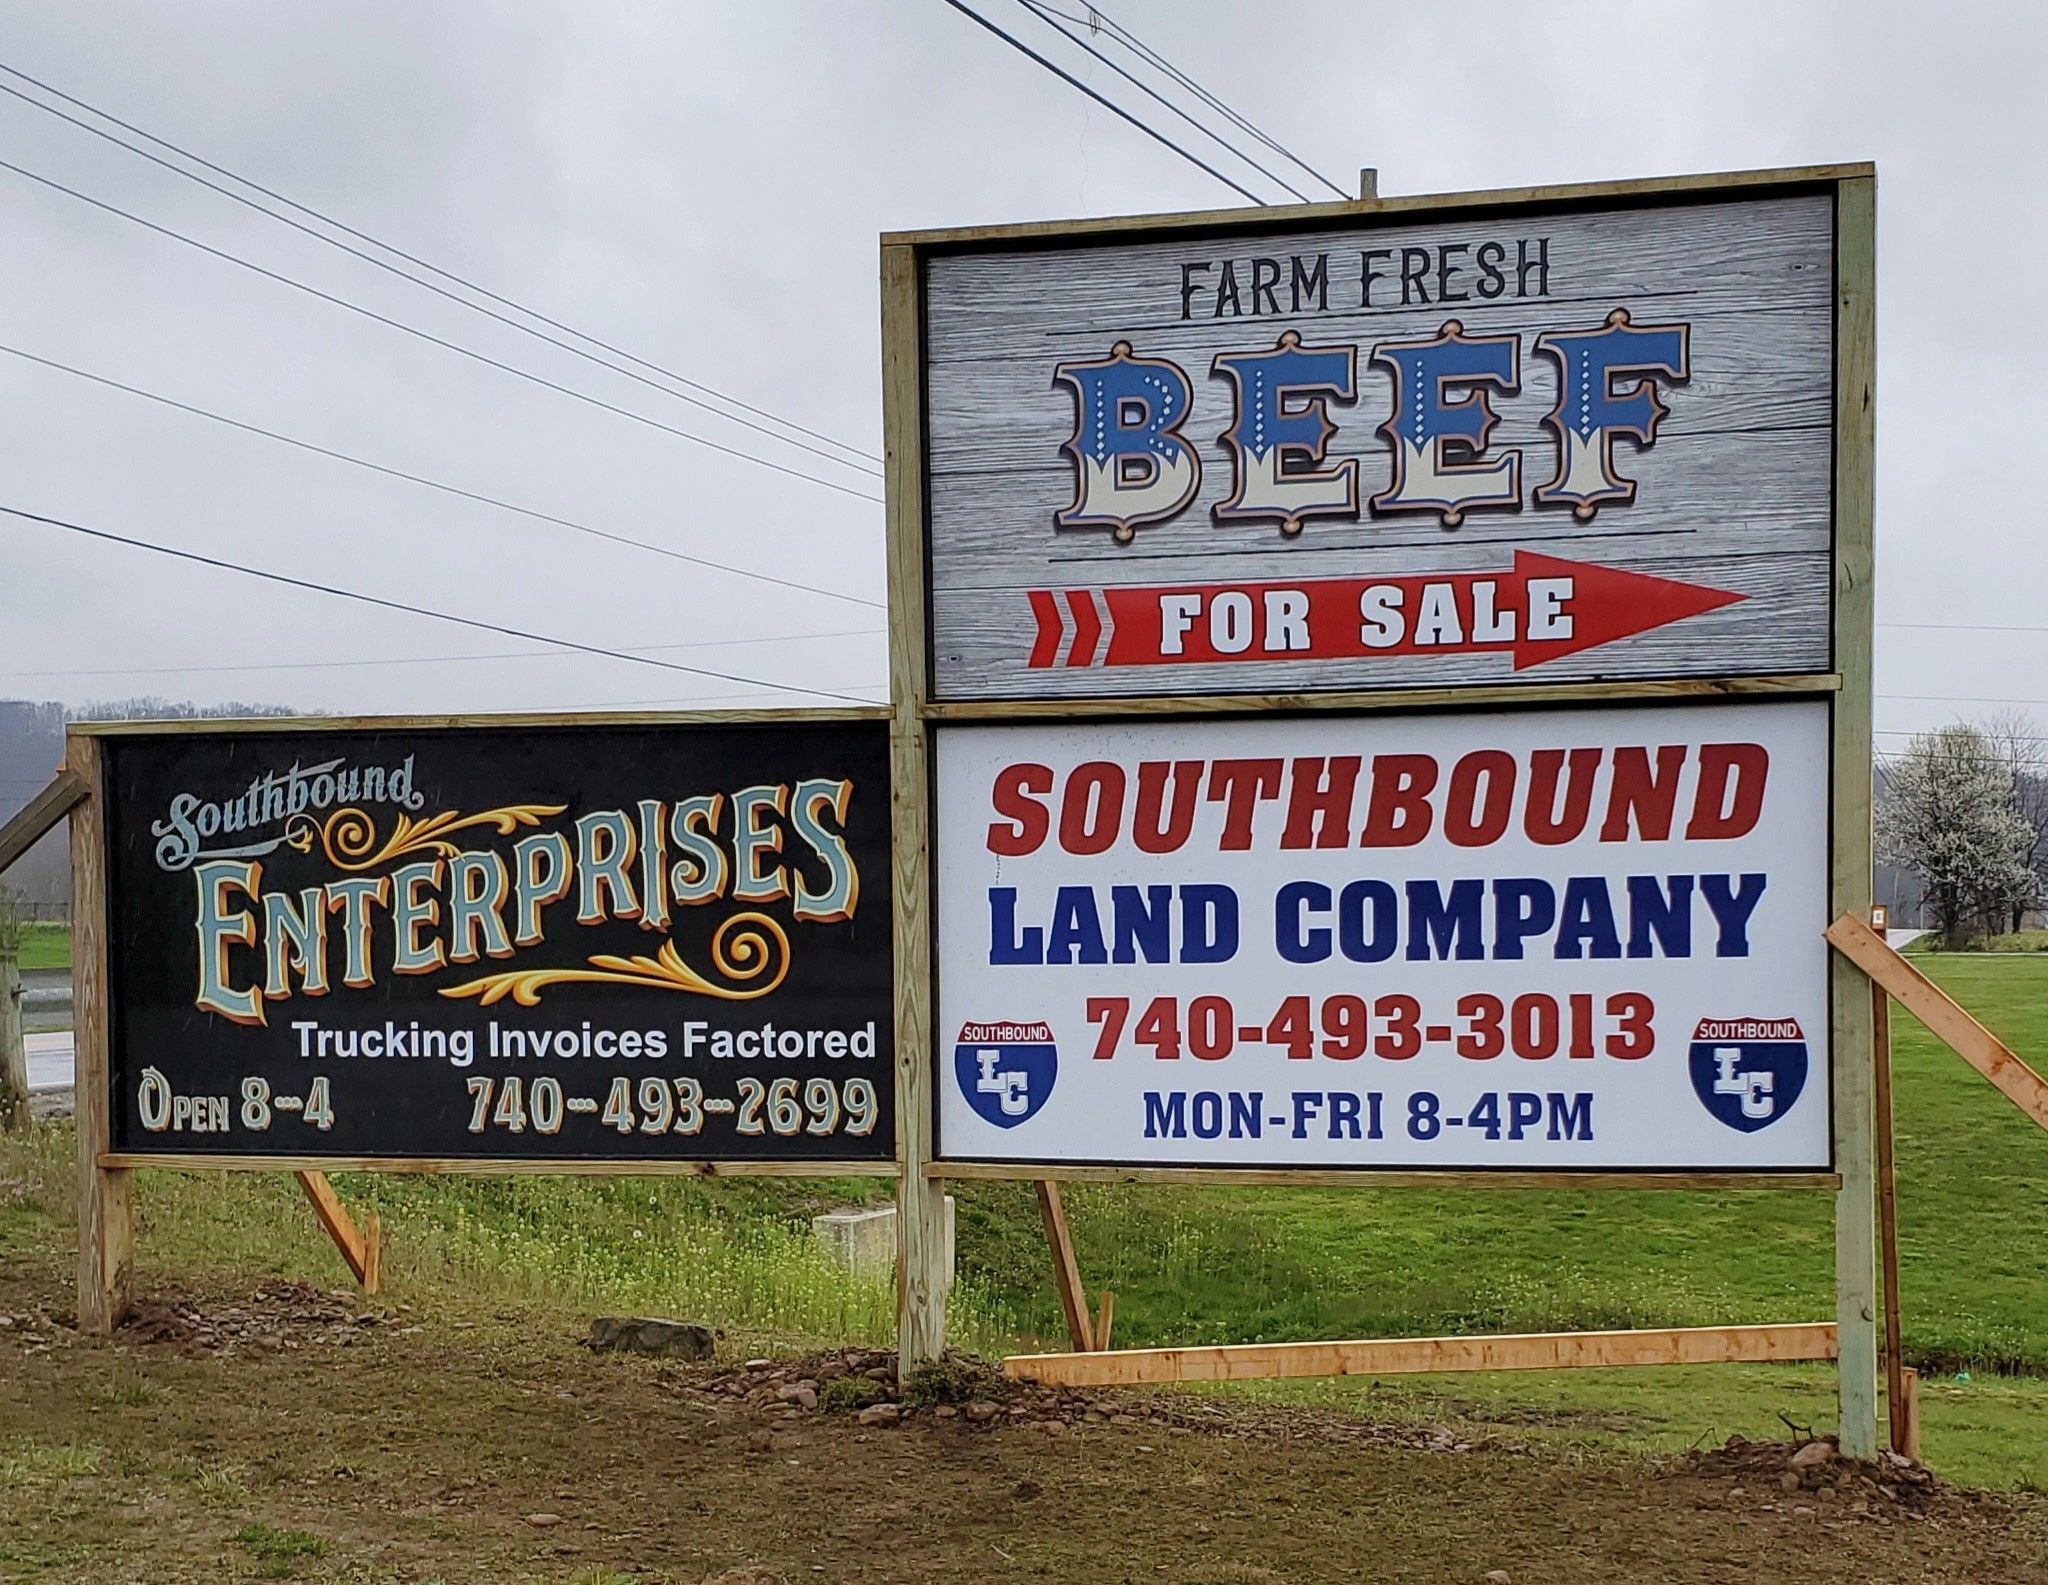 FARM FRESH
BEEF
FOR SALE
Southbound
ENTERPRISES
Trucking Invoices Factored
OPEN 8-4 740-493-2699
SOUTHBOUND
LAND COMPANY
740-493-3013
MON-FRI 8-4PM
SOUTHBOUND
LC
SOUTHBOUND
LC